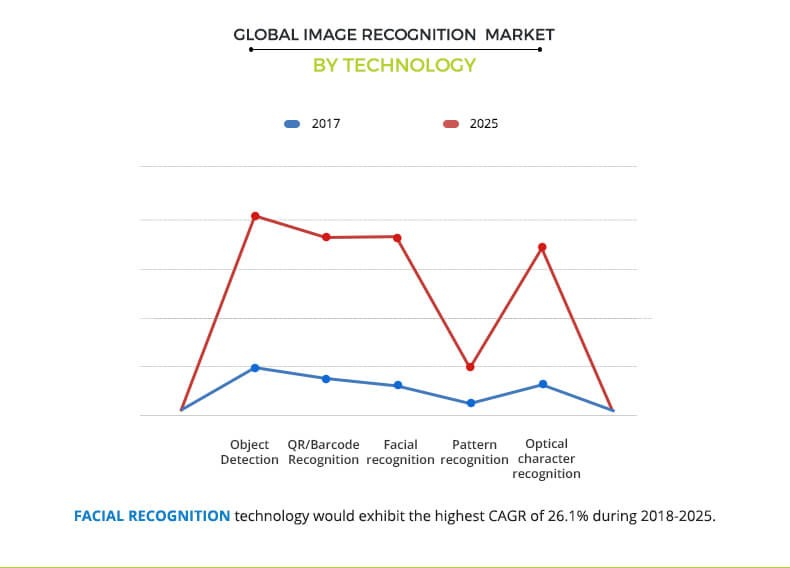 GLOBAL IMAGE RECOGNITION MARKET
BY TECHNOLOGY
2017
2025
Object Detection
QR/Barcode Recognition
Facial recognition
Pattern recognition
Optical character recognition
FACIAL RECOGNITION technology would exhibit the highest CAGR of 26.1% during 2018-2025.